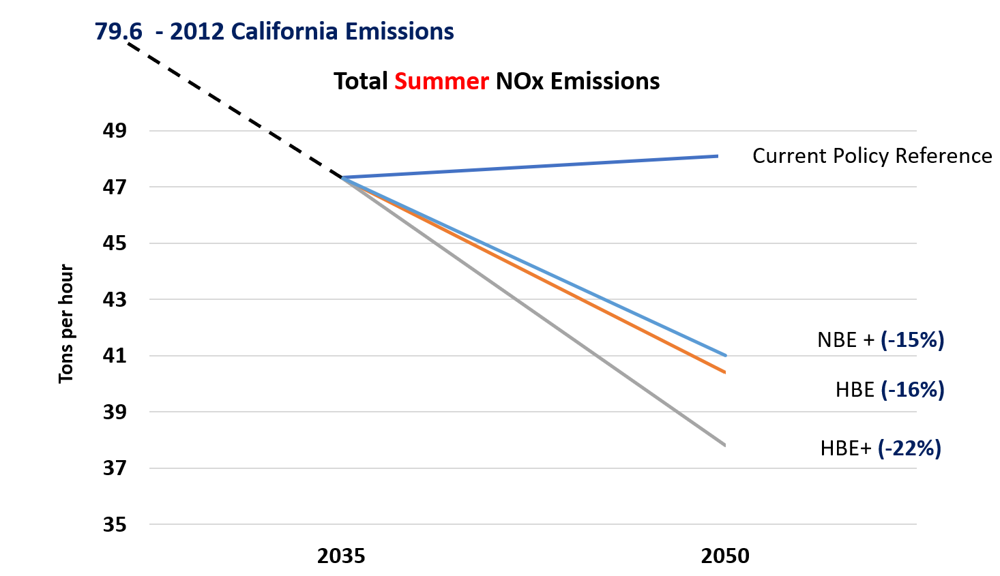 79.6 - 2012 California Emissions
Total Summer NOx Emissions
49
47
45
43
41
39
37
35
Tons per hour
Current Policy Reference
NBE + (-15%)
HBE (-16%)
HBE+ (-22%)
2035
2050